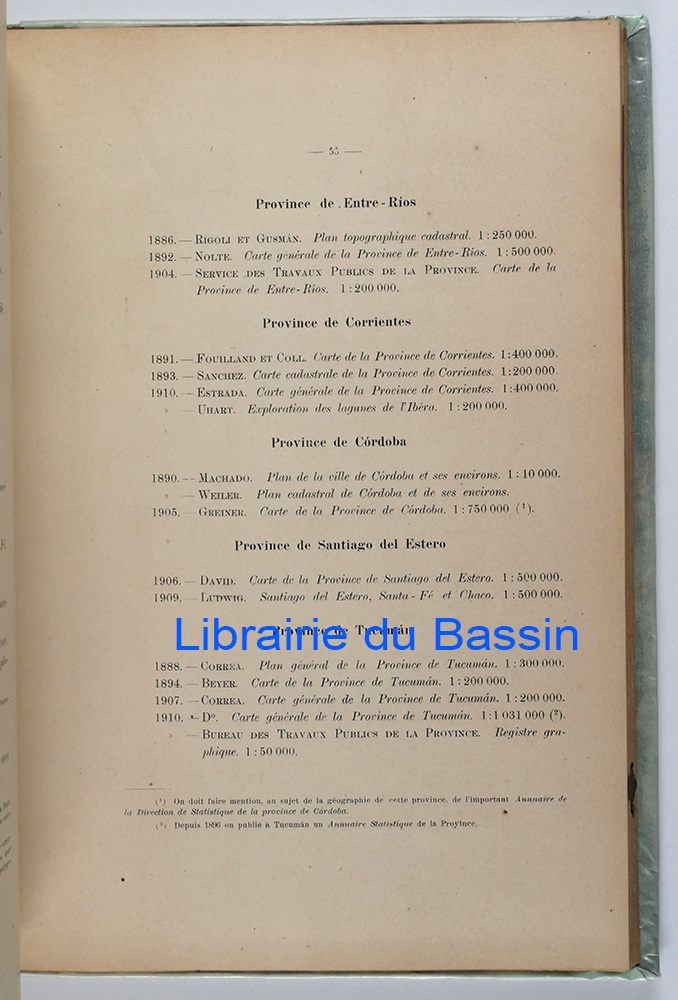 — 55 —
Province de Entre-Ríos
1886. — RIGOLI ET GUSMÁN. Plan topographique cadastral. 1:250 000.
1892. — NOLTE. Carte générale de la Province de Entre-Ríos. 1:500 000.
1904. — SERVICE DES TRAVAUX PUBLICS DE LA PROVINCE. Carte de la
Province de Entre-Ríos. 1:200 000.
Province de Corrientes
1891. — FOUILLAND ET COLL. Carte de la Province de Corrientes. 1:400 000.
1893. — SANCHEZ. Carte cadastrale de la Province de Corrientes. 1:200 000.
1910. — ESTRADA. Carte générale de la Province de Corrientes. 1:400 000.
» — UHART. Exploration des lagunes de l'Ibéra. 1:200 000.
Province de Córdoba
1890. — MACHADO. Plan de la ville de Córdoba et ses environs. 1:10 000.
» — WEILER. Plan cadastral de Córdoba et de ses environs.
1905. — GREINER. Carte de la Province de Córdoba. 1:750 000 (¹).
Province de Santiago del Estero
1906. — DAVID. Carte de la Province de Santiago del Estero. 1:500 000.
1909. — LUDWIG. Santiago del Estero, Santa-Fé et Chaco. 1:500 000.
Province de Tucumán
Librairie du Bassin
1888. — CORREA. Plan général de la Province de Tucumán. 1:300 000.
1894. — BEYER. Carte de la Province de Tucumán. 1:200 000.
1907. — CORREA. Carte générale de la Province de Tucumán. 1:200 000.
1910. — Dº. Carte générale de la Province de Tucumán. 1:1 031 000 (²).
» — BUREAU DES TRAVAUX PUBLICS DE LA PROVINCE. Registre gra-
phique. 1:50 000.
(¹) On doit faire mention, au sujet de la géographie de cette province, de l'important Annuaire de
la Direction de Statistique de la province de Córdoba.
(²) Depuis 1896 on publie à Tucumán un Annuaire Statistique de la Province.